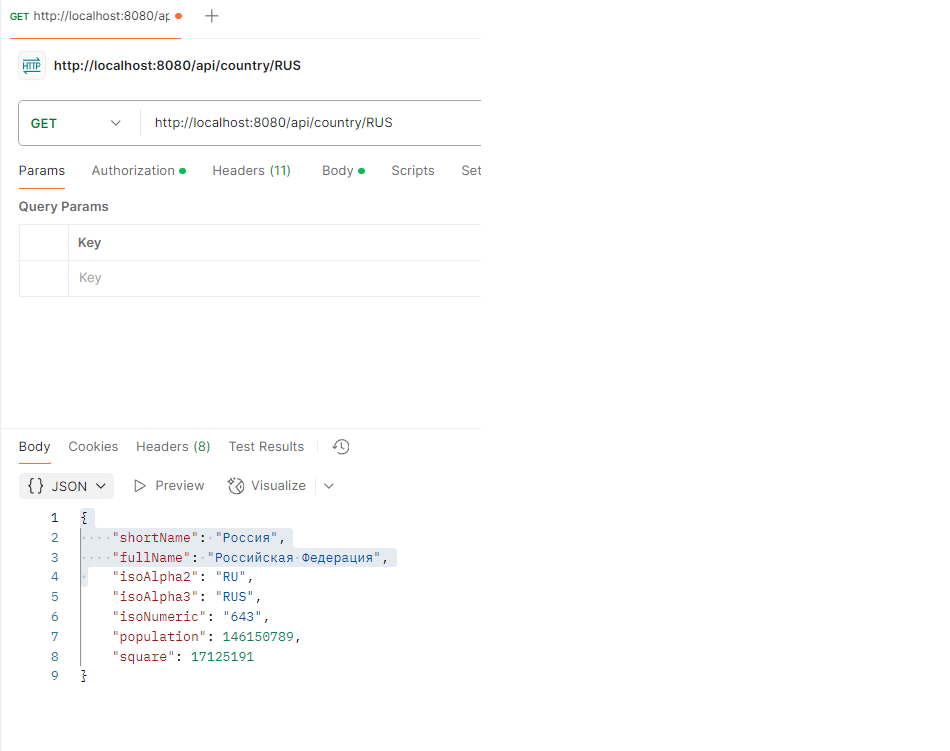 GET http://localhost:8080/ap
HTTP http://localhost:8080/api/country/RUS
GET http://localhost:8080/api/country/RUS
Params Authorization Headers (11) Body Scripts Set
Query Params
Key
Key
Body Cookies Headers (8) Test Results
{} JSON Preview Visualize
1 {
2 "shortName": "Россия",
3 "fullName": "Российская Федерация",
4 "isoAlpha2": "RU",
5 "isoAlpha3": "RUS",
6 "isoNumeric": "643",
7 "population": 146150789,
8 "square": 17125191
9 }